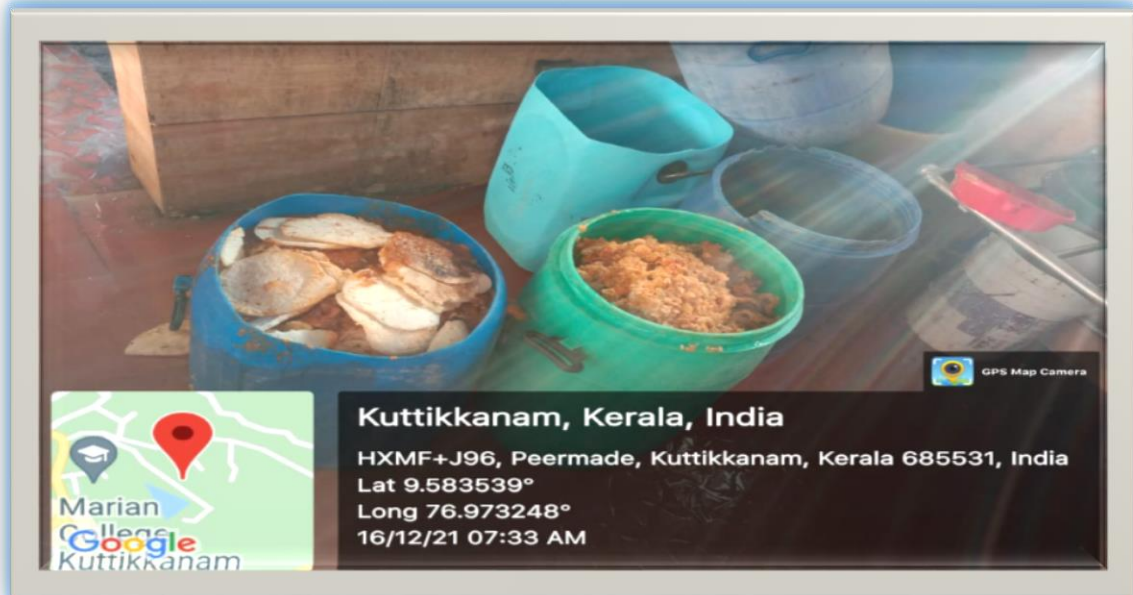 GPS Map Camera
Kuttikkanam, Kerala, India
HXMF+J96, Peermade, Kuttikkanam, Kerala 685531, India
Lat 9.583539°
Long 76.973248°
16/12/21 07:33 AM
Marian
College
Google
Kuttikkanam